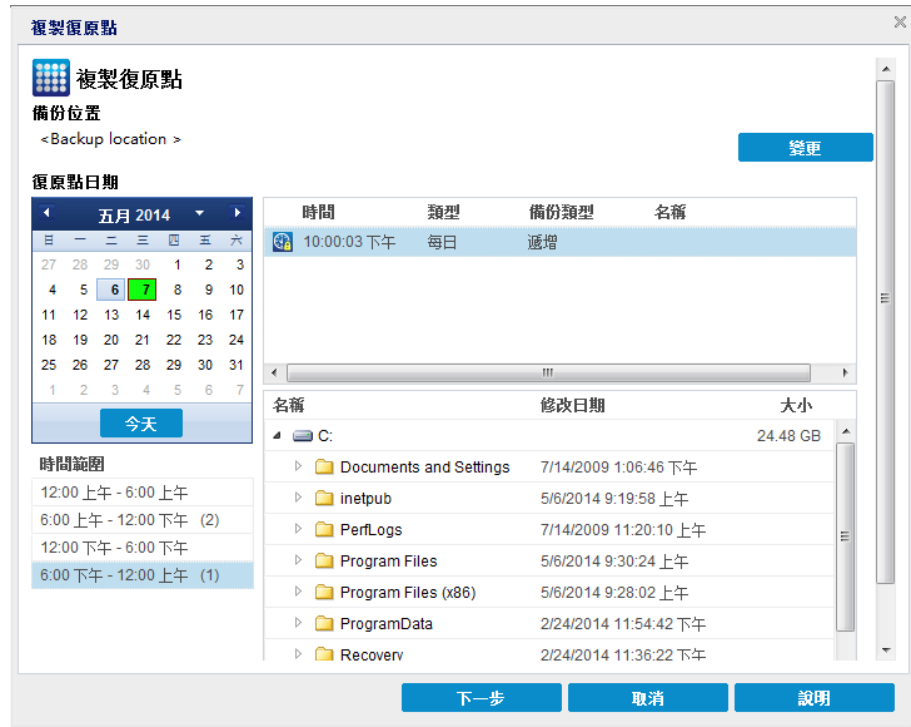 複製復原點
複製復原點
備份位置
<Backup location >
變更
復原點日期
五月 2014
日 一 二 三 四 五 六
27 28 29 30 1 2 3
4 5 6 7 8 9 10
11 12 13 14 15 16 17
18 19 20 21 22 23 24
25 26 27 28 29 30 31
1 2 3 4 5 6 7
今天
時間範圍
12:00 上午 - 6:00 上午
6:00 上午 - 12:00 下午 (2)
12:00 下午 - 6:00 下午
6:00 下午 - 12:00 上午 (1)
時間 類型 備份類型 名稱
10:00:03 下午 每日 遞增
名稱 修改日期 大小
C: 24.48 GB
Documents and Settings 7/14/2009 1:06:46 下午
inetpub 5/6/2014 9:19:58 上午
PerfLogs 7/14/2009 11:20:10 上午
Program Files 5/6/2014 9:30:24 上午
Program Files (x86) 5/6/2014 9:28:02 上午
ProgramData 2/24/2014 11:54:42 下午
Recovery 2/24/2014 11:36:22 下午
下一步 取消 說明